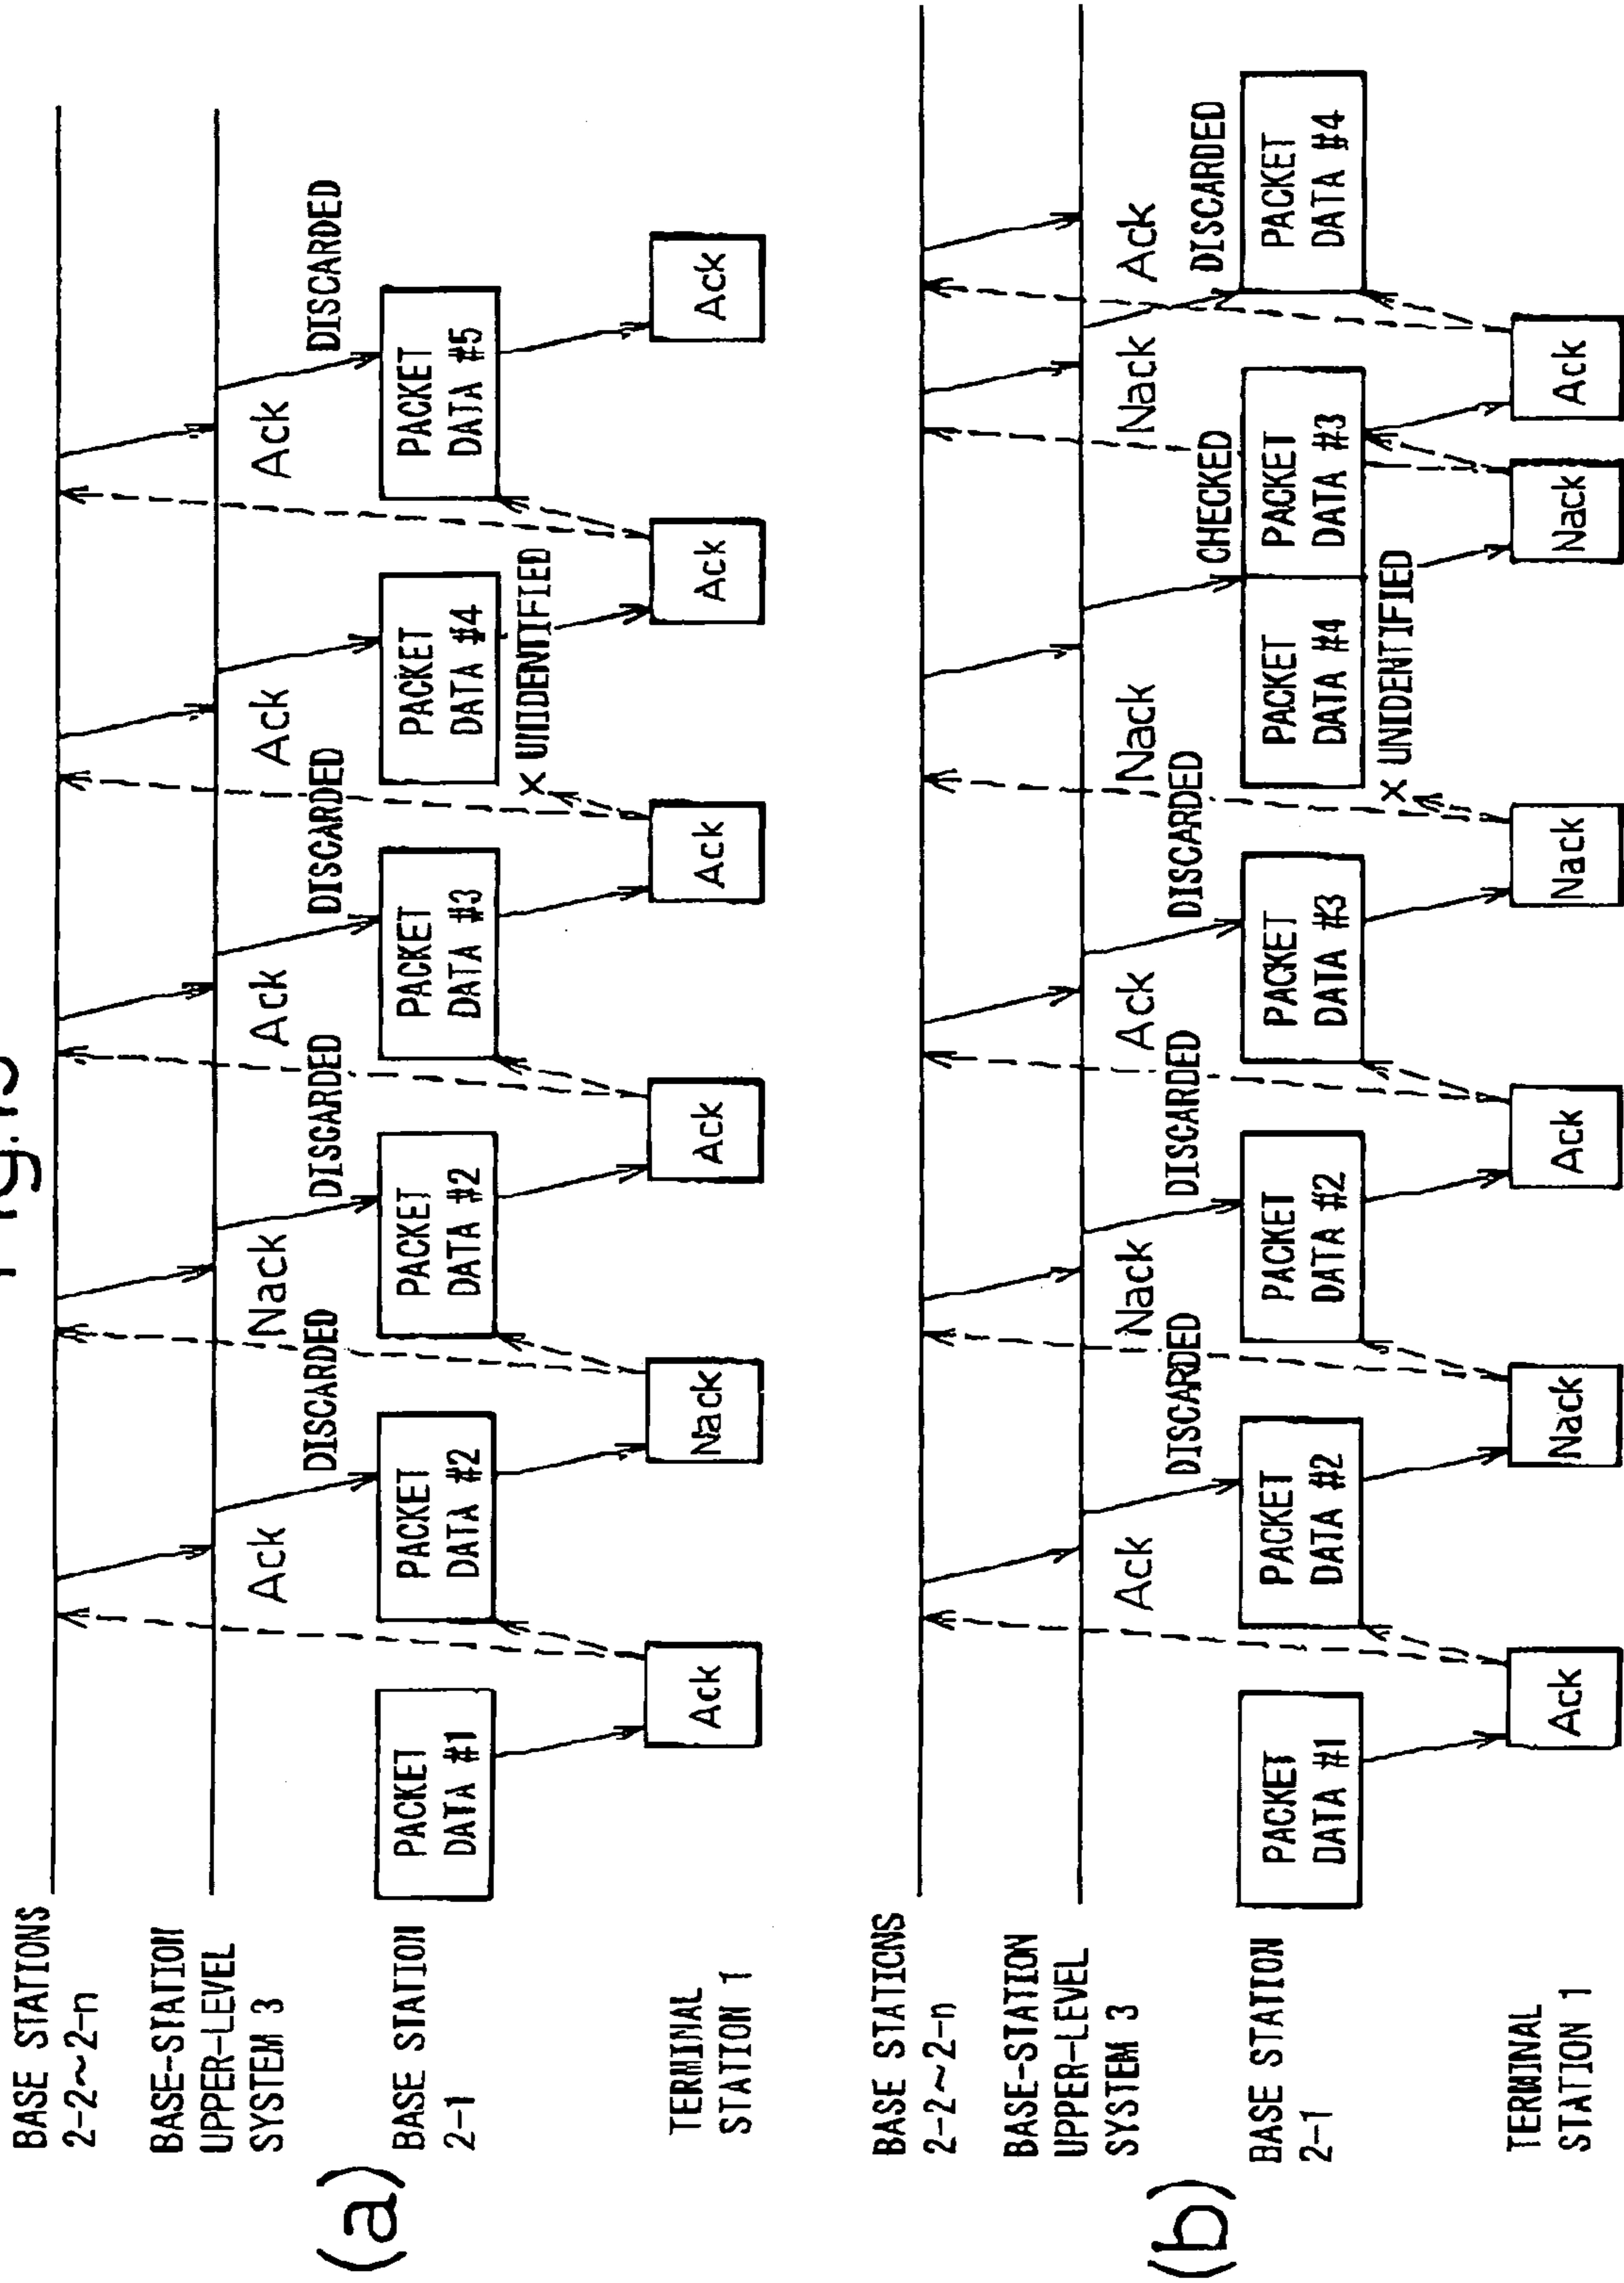 BASE STATIONS
2-2~2-n
BASE-STATION
UPPER-LEVEL
SYSTEM 3
Ack
Nack
Ack
Ack
Ack
DISCARDED
DISCARDED
DISCARDED
DISCARDED
(a)
BASE STATION
2-1
PACKET
DATA #1
PACKET
DATA #2
PACKET
DATA #2
PACKET
DATA #3
PACKET
DATA #4
PACKET
DATA #5
× UNIDENTIFIED
TERMINAL
STATION 1
Ack
Nack
Ack
Ack
Ack
Ack
BASE STATIONS
2-2~2-n
BASE-STATION
UPPER-LEVEL
SYSTEM 3
Ack
Nack
Ack
Nack
Nack
Ack
DISCARDED
DISCARDED
DISCARDED
CHECKED
DISCARDED
(b)
BASE STATION
2-1
PACKET
DATA #1
PACKET
DATA #2
PACKET
DATA #2
PACKET
DATA #3
PACKET
DATA #4
PACKET
DATA #3
PACKET
DATA #4
× UNIDENTIFIED
TERMINAL
STATION 1
Ack
Nack
Ack
Nack
Nack
Ack